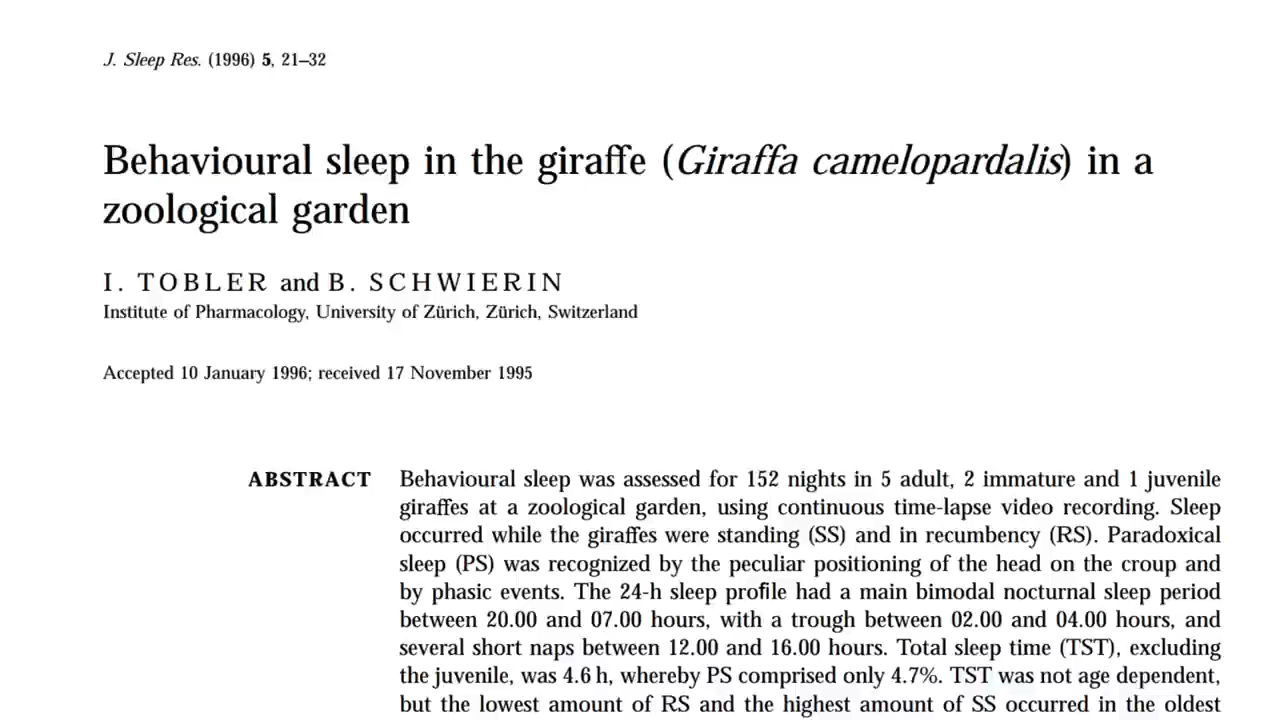 J. Sleep Res. (1996) 5, 21–32
Behavioural sleep in the giraffe (Giraffa camelopardalis) in a
zoological garden
I. TOBLER and B. SCHWIERIN
Institute of Pharmacology, University of Zürich, Zürich, Switzerland
Accepted 10 January 1996; received 17 November 1995
ABSTRACT Behavioural sleep was assessed for 152 nights in 5 adult, 2 immature and 1 juvenile
giraffes at a zoological garden, using continuous time-lapse video recording. Sleep
occurred while the giraffes were standing (SS) and in recumbency (RS). Paradoxical
sleep (PS) was recognized by the peculiar positioning of the head on the croup and
by phasic events. The 24-h sleep profile had a main bimodal nocturnal sleep period
between 20.00 and 07.00 hours, with a trough between 02.00 and 04.00 hours, and
several short naps between 12.00 and 16.00 hours. Total sleep time (TST), excluding
the juvenile, was 4.6 h, whereby PS comprised only 4.7%. TST was not age dependent,
but the lowest amount of RS and the highest amount of SS occurred in the oldest